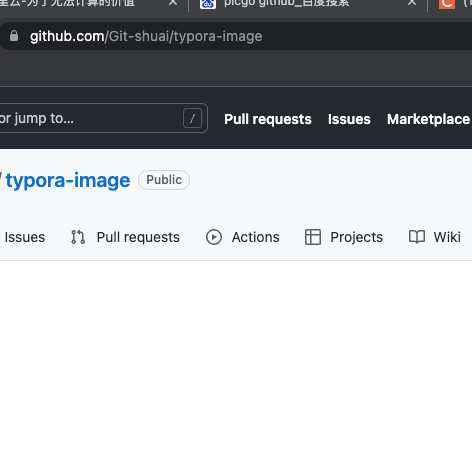 里云-为了无法计算的价值
picgo github_百度搜索
github.com/Git-shuai/typora-image
or jump to... /
Pull requests Issues Marketplace
/typora-image Public
Issues Pull requests Actions Projects Wiki